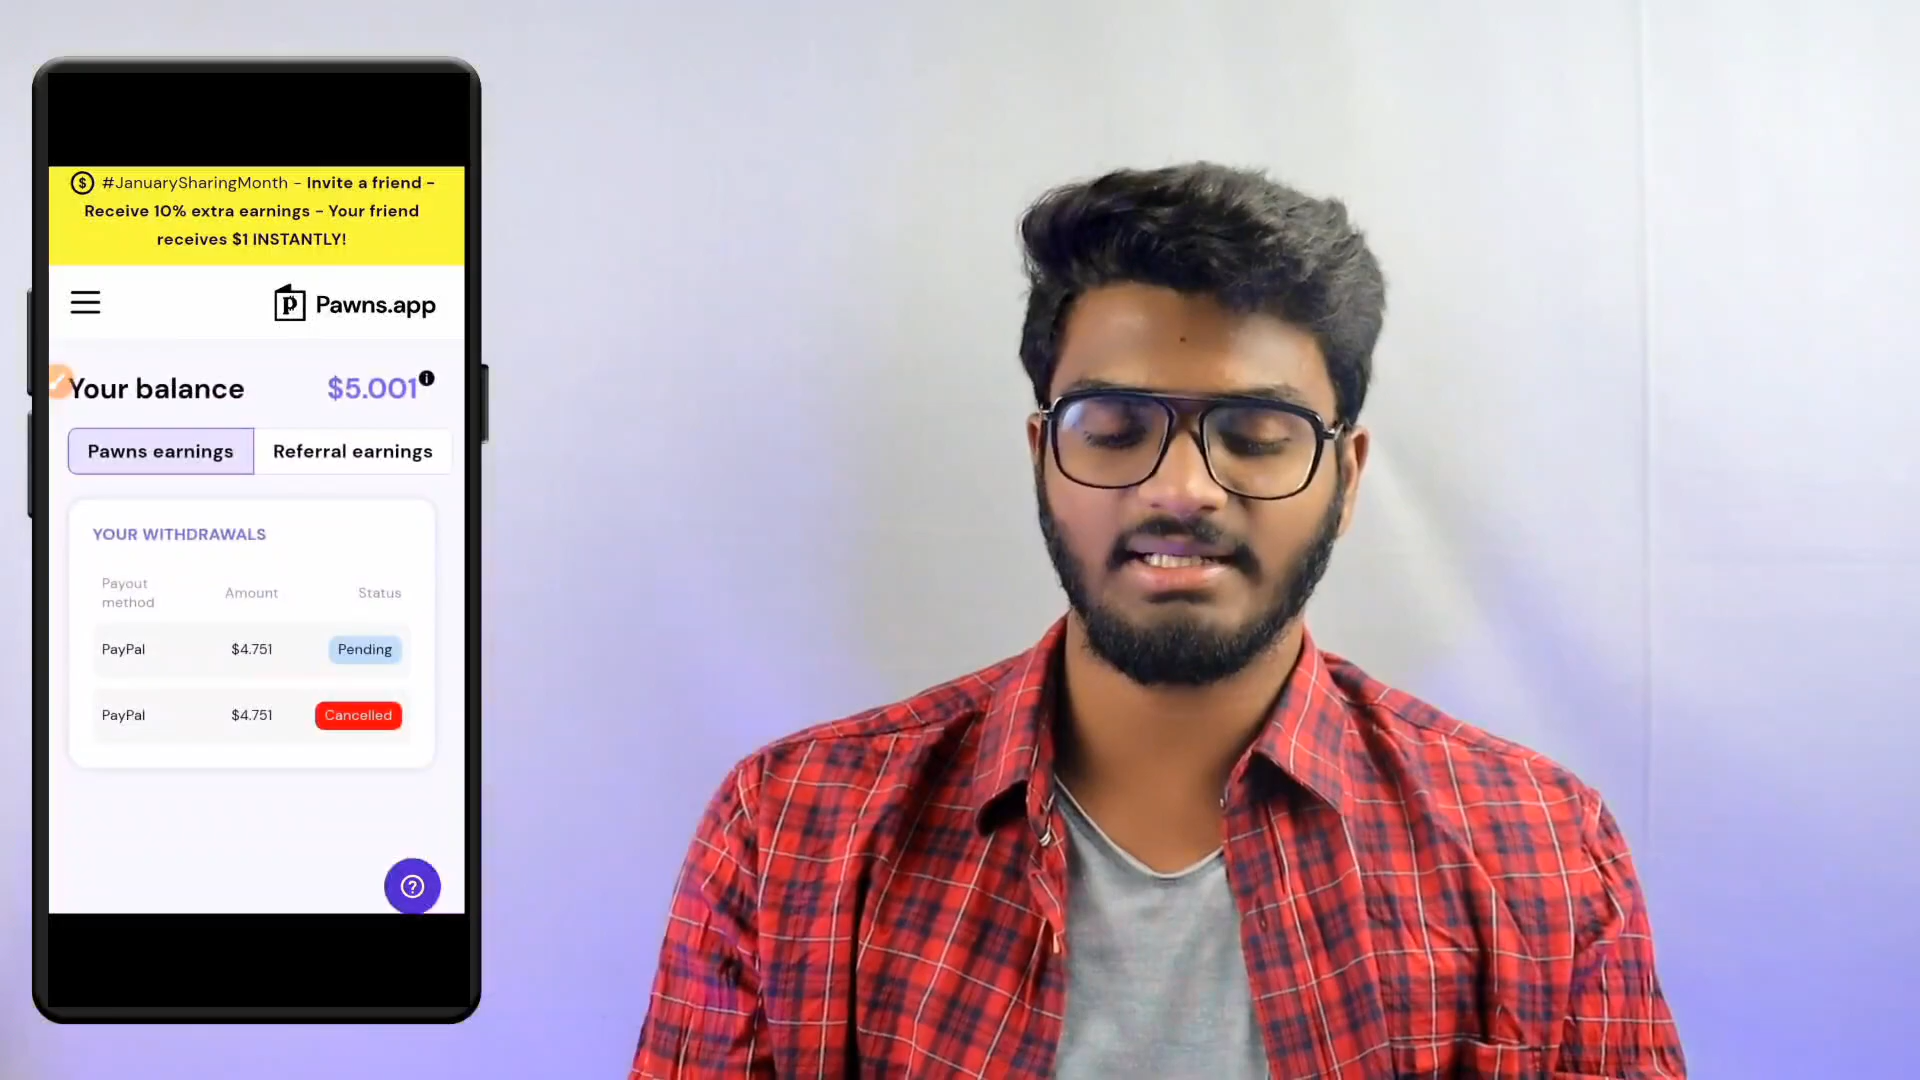 #JanuarySharingMonth - Invite a friend -
Receive 10% extra earnings - Your friend
receives $1 INSTANTLY!
Pawns.app
Your balance $5.001
Pawns earnings Referral earnings
YOUR WITHDRAWALS
Payout method Amount Status
PayPal $4.751 Pending
PayPal $4.751 Cancelled